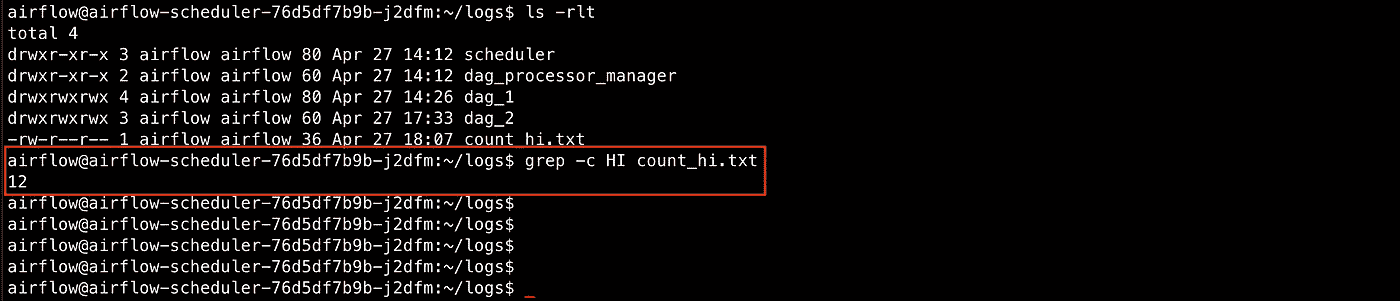 airflow@airflow-scheduler-76d5df7b9b-j2dfm:~/logs$ ls -rlt
total 4
drwxr-xr-x 3 airflow airflow 80 Apr 27 14:12 scheduler
drwxr-xr-x 2 airflow airflow 60 Apr 27 14:12 dag_processor_manager
drwxrwxrwx 4 airflow airflow 80 Apr 27 14:26 dag_1
drwxrwxrwx 3 airflow airflow 60 Apr 27 17:33 dag_2
-rw-r--r-- 1 airflow airflow 36 Apr 27 18:07 count_hi.txt
airflow@airflow-scheduler-76d5df7b9b-j2dfm:~/logs$ grep -c HI count_hi.txt
12
airflow@airflow-scheduler-76d5df7b9b-j2dfm:~/logs$
airflow@airflow-scheduler-76d5df7b9b-j2dfm:~/logs$
airflow@airflow-scheduler-76d5df7b9b-j2dfm:~/logs$
airflow@airflow-scheduler-76d5df7b9b-j2dfm:~/logs$
airflow@airflow-scheduler-76d5df7b9b-j2dfm:~/logs$